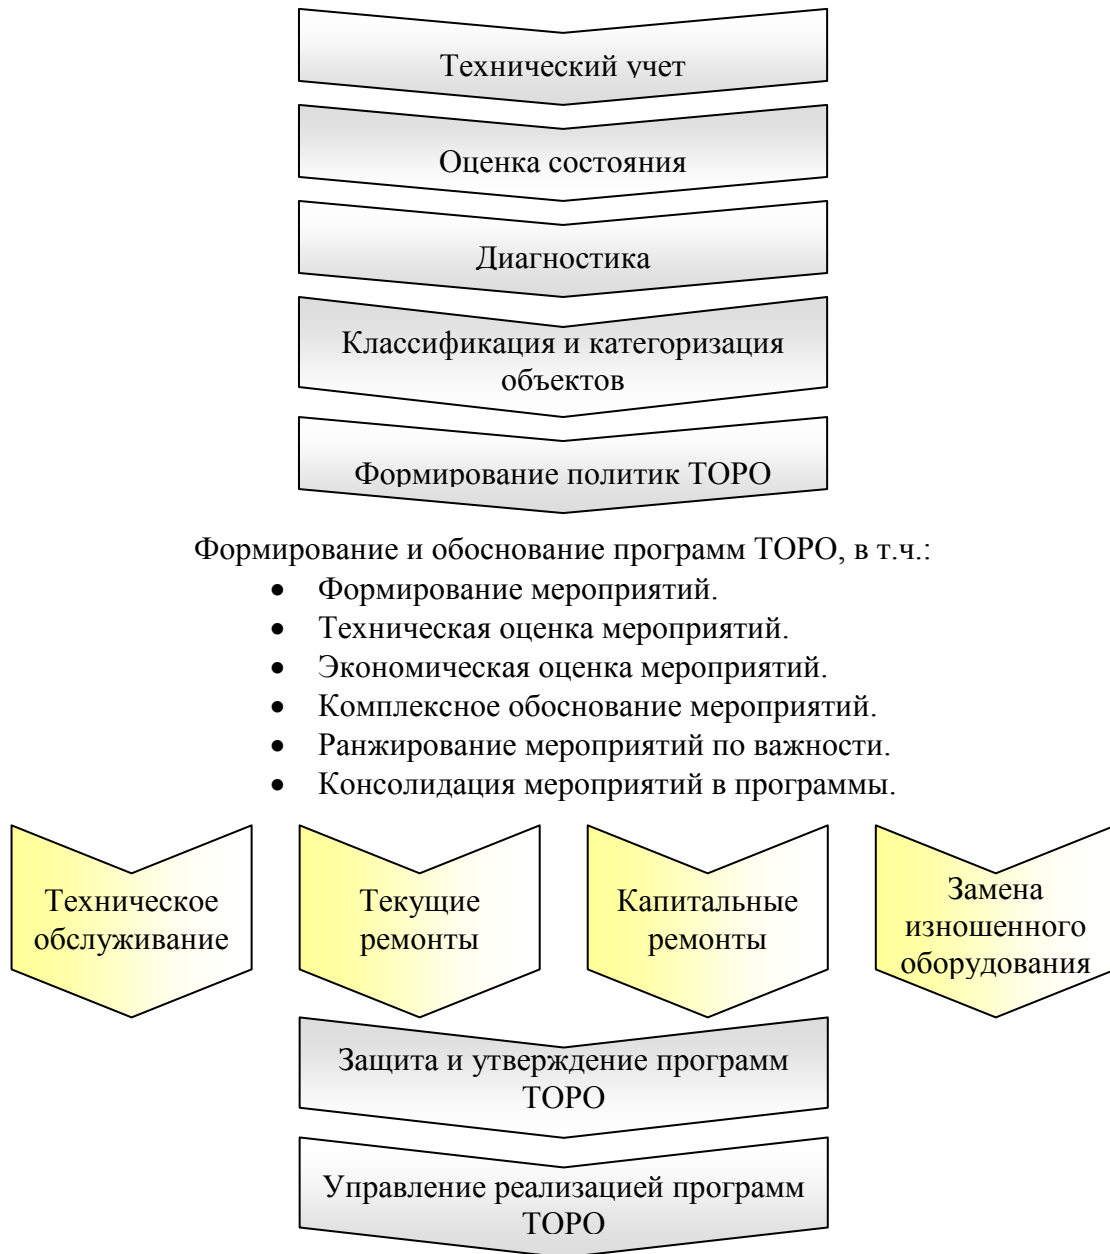 Технический учет
Оценка состояния
Диагностика
Классификация и категоризация
объектов
Формирование политик ТОРО
Формирование и обоснование программ ТОРО, в т.ч.:
• Формирование мероприятий.
• Техническая оценка мероприятий.
• Экономическая оценка мероприятий.
• Комплексное обоснование мероприятий.
• Ранжирование мероприятий по важности.
• Консолидация мероприятий в программы.
Техническое
обслуживание
Текущие
ремонты
Капитальные
ремонты
Замена
изношенного
оборудования
Защита и утверждение программ
ТОРО
Управление реализацией программ
ТОРО